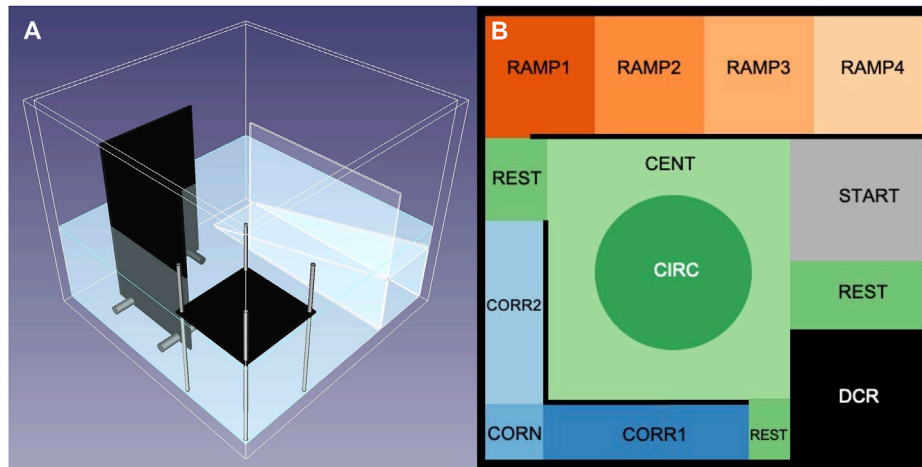 A
B
RAMP1 RAMP2 RAMP3 RAMP4
REST CENT START
CIRC
REST
CORR2
DCR
CORN CORR1 REST